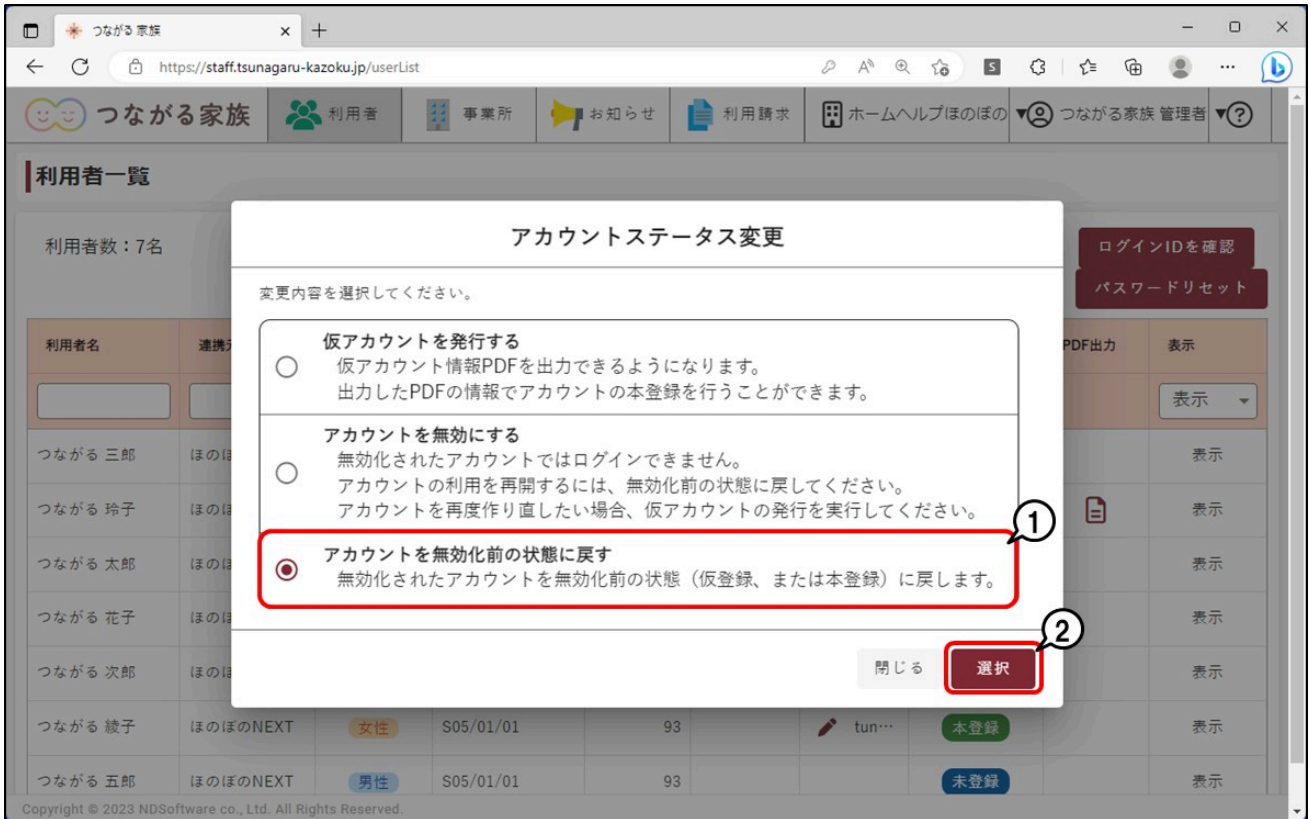 つながる 家族
https://staff.tsunagaru-kazoku.jp/userList
つながる家族 利用者 事業所 お知らせ 利用請求 ホームヘルプほのぼの つながる家族 管理者
利用者一覧
アカウントステータス変更
利用者数：7名
ログインIDを確認
パスワードリセット
変更内容を選択してください。
利用者名 PDF出力 表示
仮アカウントを発行する
仮アカウント情報PDFを出力できるようになります。
出力したPDFの情報でアカウントの本登録を行うことができます。
表示
アカウントを無効にする
無効化されたアカウントではログインできません。
アカウントの利用を再開するには、無効化前の状態に戻してください。
アカウントを再度作り直したい場合、仮アカウントの発行を実行してください。
つながる 三郎 表示
つながる 玲子 表示
①
アカウントを無効化前の状態に戻す
無効化されたアカウントを無効化前の状態（仮登録、または本登録）に戻します。
つながる 太郎 表示
つながる 花子 表示
②
閉じる 選択
つながる 次郎 表示
つながる 綾子 ほのぼのNEXT 女性 S05/01/01 93 tun… 本登録 表示
つながる 五郎 ほのぼのNEXT 男性 S05/01/01 93 未登録 表示
Copyright © 2023 NDSoftware co., Ltd. All Rights Reserved.